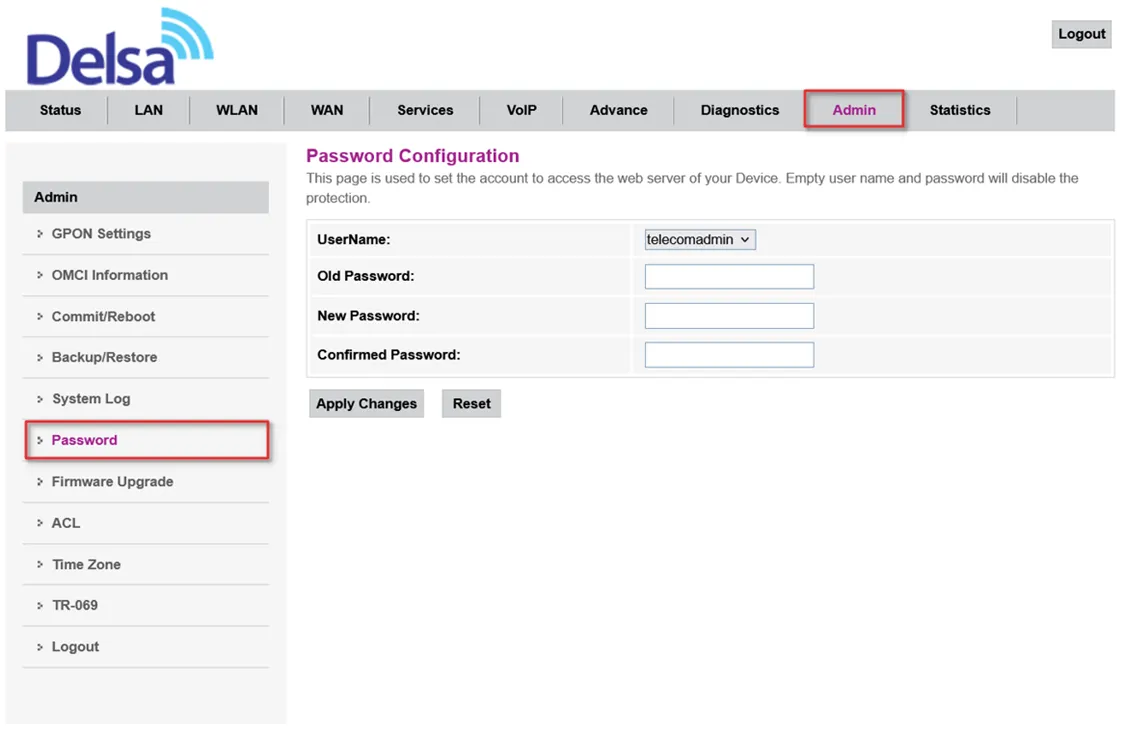 Delsa
Logout
Status LAN WLAN WAN Services VoIP Advance Diagnostics Admin Statistics
Admin
GPON Settings
OMCI Information
Commit/Reboot
Backup/Restore
System Log
Password
Firmware Upgrade
ACL
Time Zone
TR-069
Logout
Password Configuration
This page is used to set the account to access the web server of your Device. Empty user name and password will disable the
protection.
UserName: telecomadmin
Old Password:
New Password:
Confirmed Password:
Apply Changes Reset